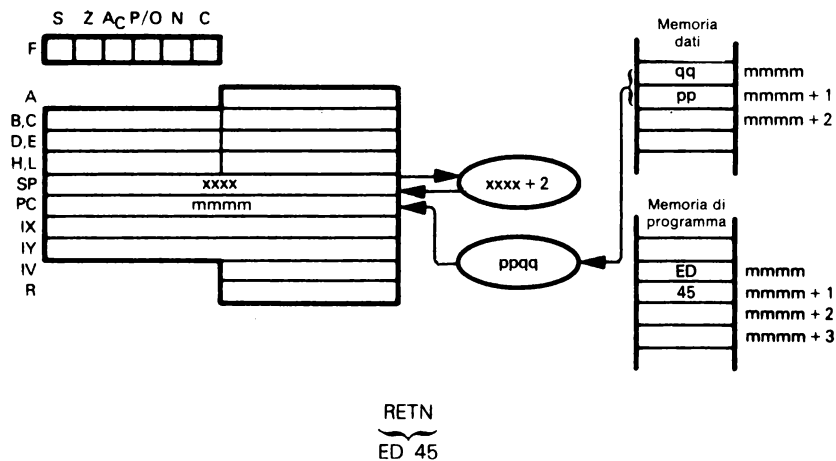 S Z AC P/O N C
F
A
B,C
D,E
H,L
SP xxxx
PC mmmm
IX
IY
IV
R
xxxx + 2
ppqq
Memoria
dati
qq mmmm
pp mmmm + 1
mmmm + 2
Memoria di
programma
ED mmmm
45 mmmm + 1
mmmm + 2
mmmm + 3
RETN
ED 45